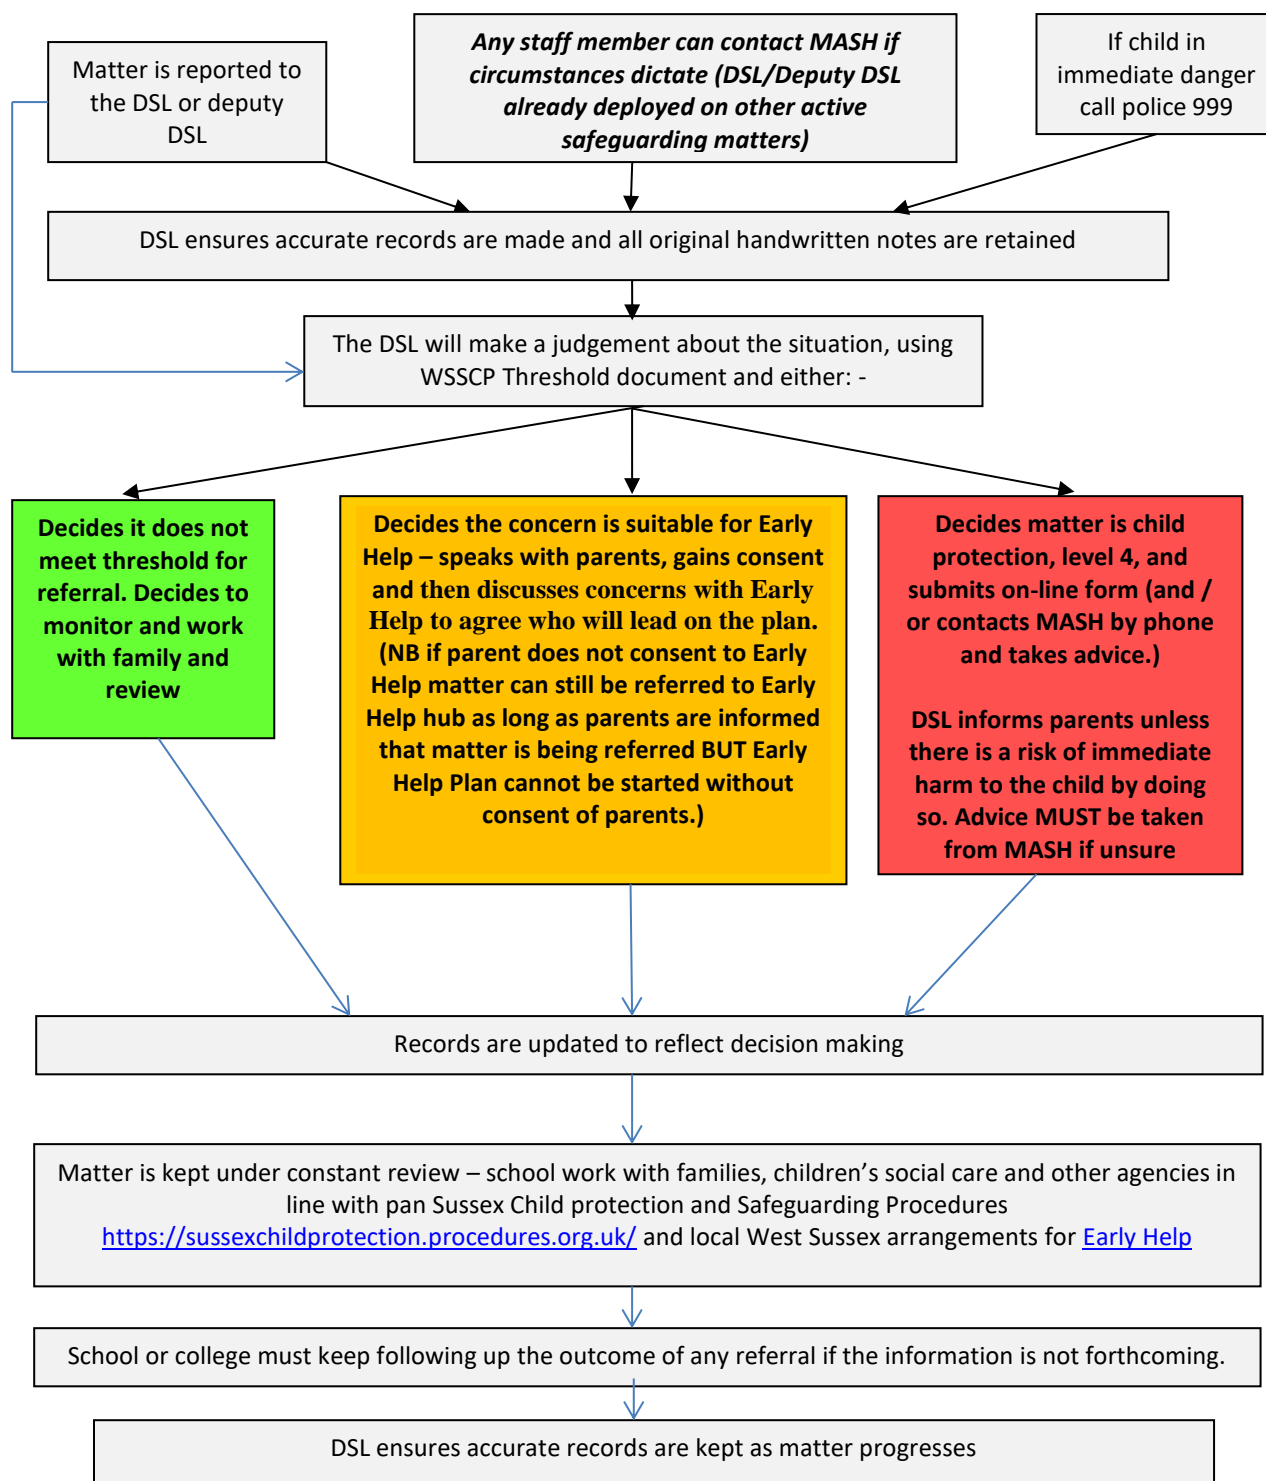 Matter is reported to
the DSL or deputy
DSL
Any staff member can contact MASH if
circumstances dictate (DSL/Deputy DSL
already deployed on other active
safeguarding matters)
If child in
immediate danger
call police 999
DSL ensures accurate records are made and all original handwritten notes are retained
The DSL will make a judgement about the situation, using
WSSCP Threshold document and either: -
Decides it does not
meet threshold for
referral. Decides to
monitor and work
with family and
review
Decides the concern is suitable for Early
Help – speaks with parents, gains consent
and then discusses concerns with Early
Help to agree who will lead on the plan.
(NB if parent does not consent to Early
Help matter can still be referred to Early
Help hub as long as parents are informed
that matter is being referred BUT Early
Help Plan cannot be started without
consent of parents.)
Decides matter is child
protection, level 4, and
submits on-line form (and /
or contacts MASH by phone
and takes advice.)
DSL informs parents unless
there is a risk of immediate
harm to the child by doing
so. Advice MUST be taken
from MASH if unsure
Records are updated to reflect decision making
Matter is kept under constant review – school work with families, children’s social care and other agencies in
line with pan Sussex Child protection and Safeguarding Procedures
https://sussexchildprotection.procedures.org.uk/ and local West Sussex arrangements for Early Help
School or college must keep following up the outcome of any referral if the information is not forthcoming.
DSL ensures accurate records are kept as matter progresses